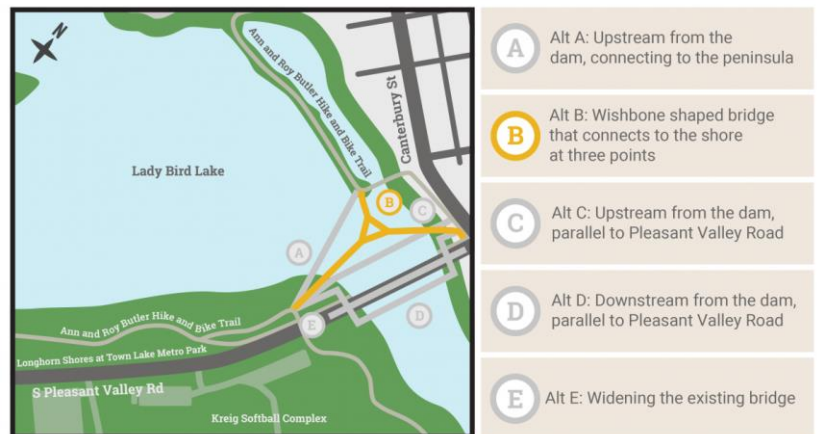 N
Ann and Roy Butler Hike and Bike Trail
Canterbury St
Lady Bird Lake
B
C
A
E
D
Ann and Roy Butler Hike and Bike Trail
Longhorn Shores at Town Lake Metro Park
S Pleasant Valley Rd
Kreig Softball Complex
A
Alt A: Upstream from the
dam, connecting to the peninsula
B
Alt B: Wishbone shaped bridge
that connects to the shore
at three points
C
Alt C: Upstream from the dam,
parallel to Pleasant Valley Road
D
Alt D: Downstream from the dam,
parallel to Pleasant Valley Road
E
Alt E: Widening the existing bridge